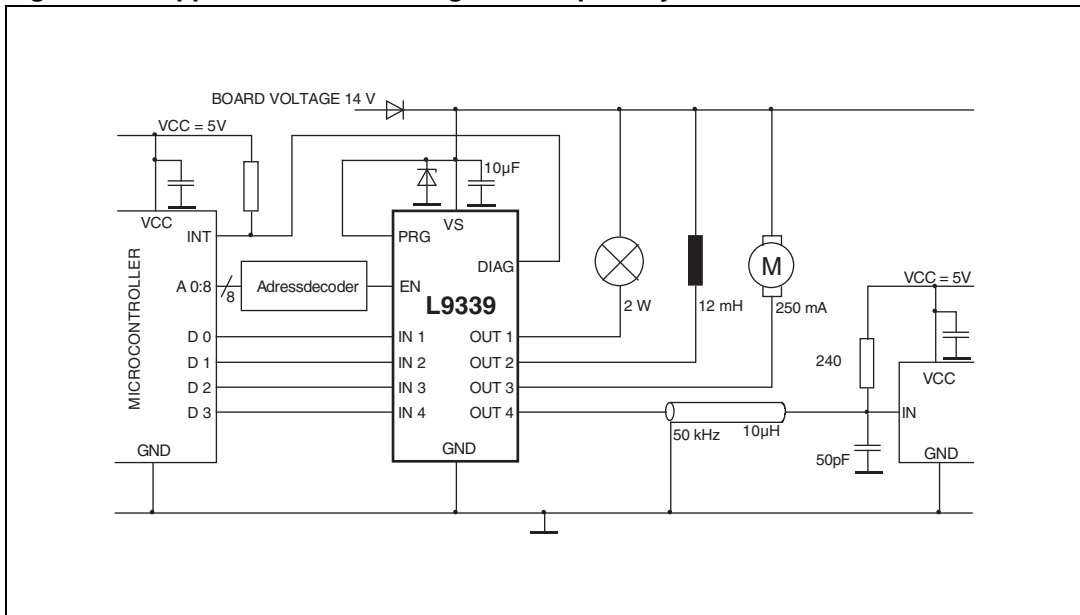 BOARD VOLTAGE 14 V
VCC = 5V
10µF
VCC
VS
INT
PRG
DIAG
MICROCONTROLLER
A 0:8
8
Adressdecoder
EN
L9339
M
2 W
12 mH
250 mA
VCC = 5V
D 0
IN 1
OUT 1
D 1
IN 2
OUT 2
240
D 2
IN 3
OUT 3
VCC
D 3
IN 4
OUT 4
IN
50 kHz
10µH
GND
GND
50pF
GND